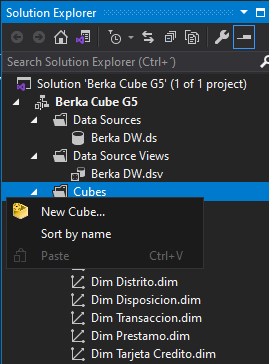 Solution Explorer
Search Solution Explorer (Ctrl+´)
Solution 'Berka Cube G5' (1 of 1 project)
Berka Cube G5
Data Sources
Berka DW.ds
Data Source Views
Berka DW.dsv
Cubes
New Cube...
Sort by name
Paste Ctrl+V
Dim Distrito.dim
Dim Disposicion.dim
Dim Transaccion.dim
Dim Prestamo.dim
Dim Tarjeta Credito.dim